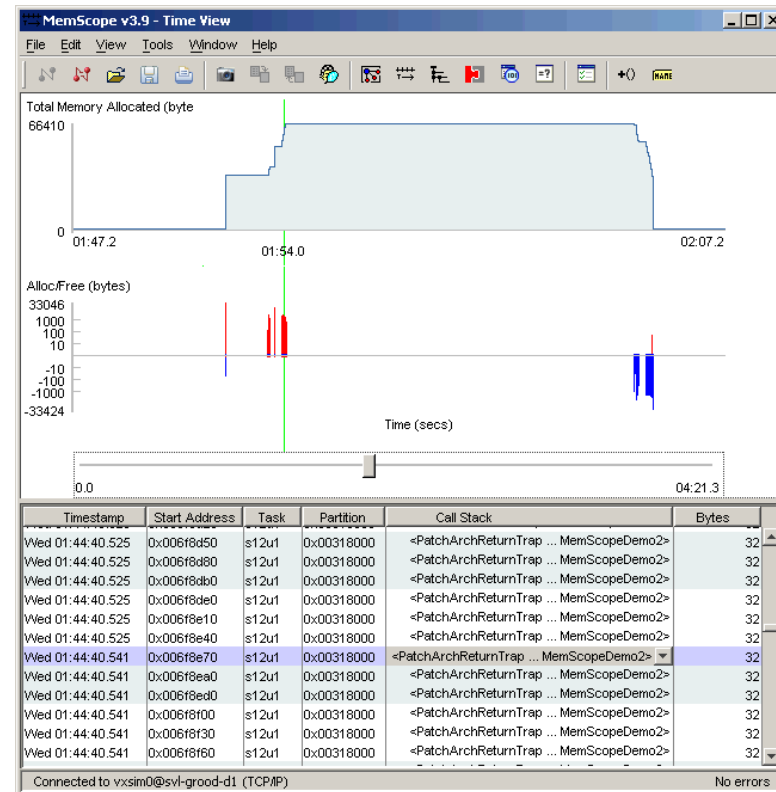 MemScope v3.9 - Time View
File Edit View Tools Window Help
+() NAME
Total Memory Allocated (byte
66410
0
01:47.2
01:54.0
02:07.2
Alloc/Free (bytes)
33046
1000
100
10
-10
-100
-1000
-33424
Time (secs)
0.0
04:21.3
Timestamp Start Address Task Partition Call Stack Bytes
Wed 01:44:40.525 0x006f8d50 s12u1 0x00318000 <PatchArchReturnTrap ... MemScopeDemo2> 32
Wed 01:44:40.525 0x006f8d80 s12u1 0x00318000 <PatchArchReturnTrap ... MemScopeDemo2> 32
Wed 01:44:40.525 0x006f8db0 s12u1 0x00318000 <PatchArchReturnTrap ... MemScopeDemo2> 32
Wed 01:44:40.525 0x006f8de0 s12u1 0x00318000 <PatchArchReturnTrap ... MemScopeDemo2> 32
Wed 01:44:40.525 0x006f8e10 s12u1 0x00318000 <PatchArchReturnTrap ... MemScopeDemo2> 32
Wed 01:44:40.525 0x006f8e40 s12u1 0x00318000 <PatchArchReturnTrap ... MemScopeDemo2> 32
Wed 01:44:40.541 0x006f8e70 s12u1 0x00318000 <PatchArchReturnTrap ... MemScopeDemo2> 32
Wed 01:44:40.541 0x006f8ea0 s12u1 0x00318000 <PatchArchReturnTrap ... MemScopeDemo2> 32
Wed 01:44:40.541 0x006f8ed0 s12u1 0x00318000 <PatchArchReturnTrap ... MemScopeDemo2> 32
Wed 01:44:40.541 0x006f8f00 s12u1 0x00318000 <PatchArchReturnTrap ... MemScopeDemo2> 32
Wed 01:44:40.541 0x006f8f30 s12u1 0x00318000 <PatchArchReturnTrap ... MemScopeDemo2> 32
Wed 01:44:40.541 0x006f8f60 s12u1 0x00318000 <PatchArchReturnTrap ... MemScopeDemo2> 32
Connected to vxsim0@svl-grood-d1 (TCP/IP) No errors